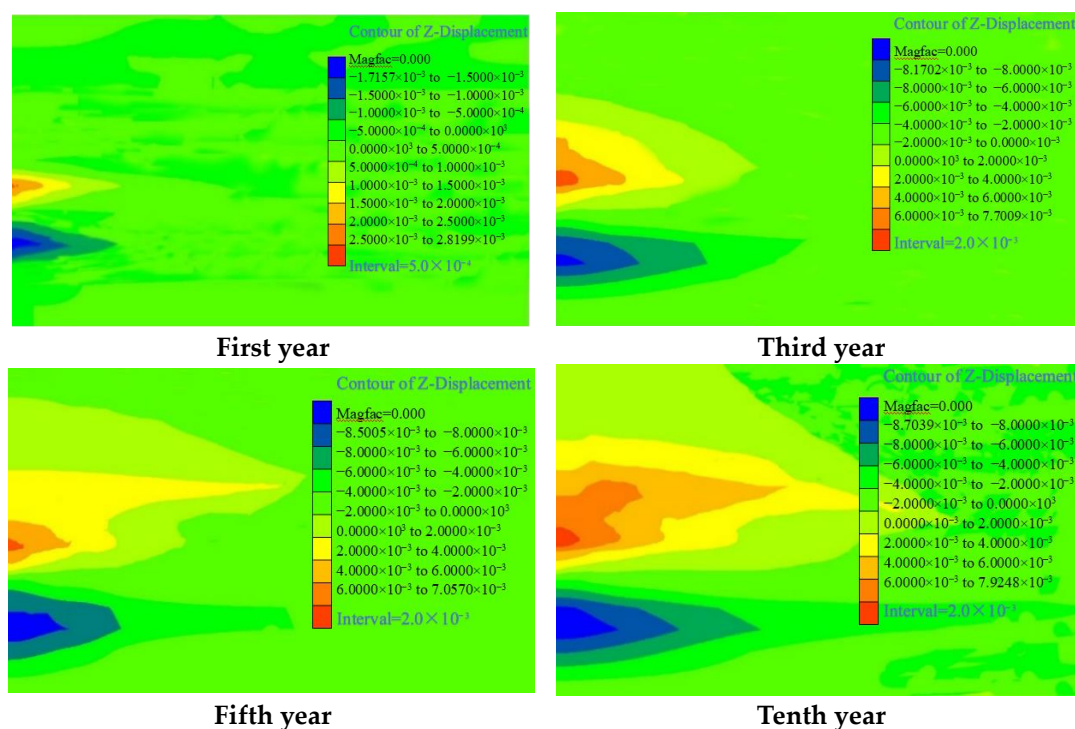 Contour of Z-Displacement
Magfac=0.000
−1.7157×10⁻³ to −1.5000×10⁻³
−1.5000×10⁻³ to −1.0000×10⁻³
−1.0000×10⁻³ to −5.0000×10⁻⁴
−5.0000×10⁻⁴ to 0.0000×10³
0.0000×10³ to 5.0000×10⁻⁴
5.0000×10⁻⁴ to 1.0000×10⁻³
1.0000×10⁻³ to 1.5000×10⁻³
1.5000×10⁻³ to 2.0000×10⁻³
2.0000×10⁻³ to 2.5000×10⁻³
2.5000×10⁻³ to 2.8199×10⁻³
Interval=5.0×10⁻⁴
First year
Contour of Z-Displacement
Magfac=0.000
−8.1702×10⁻³ to −8.0000×10⁻³
−8.0000×10⁻³ to −6.0000×10⁻³
−6.0000×10⁻³ to −4.0000×10⁻³
−4.0000×10⁻³ to −2.0000×10⁻³
−2.0000×10⁻³ to 0.0000×10⁻³
0.0000×10³ to 2.0000×10⁻³
2.0000×10⁻³ to 4.0000×10⁻³
4.0000×10⁻³ to 6.0000×10⁻³
6.0000×10⁻³ to 7.7009×10⁻³
Interval=2.0×10⁻³
Third year
Contour of Z-Displacement
Magfac=0.000
−8.5005×10⁻³ to −8.0000×10⁻³
−8.0000×10⁻³ to −6.0000×10⁻³
−6.0000×10⁻³ to −4.0000×10⁻³
−4.0000×10⁻³ to −2.0000×10⁻³
−2.0000×10⁻³ to 0.0000×10³
0.0000×10³ to 2.0000×10⁻³
2.0000×10⁻³ to 4.0000×10⁻³
4.0000×10⁻³ to 6.0000×10⁻³
6.0000×10⁻³ to 7.0570×10⁻³
Interval=2.0×10⁻³
Fifth year
Contour of Z-Displacement
Magfac=0.000
−8.7039×10⁻³ to −8.0000×10⁻³
−8.0000×10⁻³ to −6.0000×10⁻³
−6.0000×10⁻³ to −4.0000×10⁻³
−4.0000×10⁻³ to −2.0000×10⁻³
−2.0000×10⁻³ to 0.0000×10³
0.0000×10⁻³ to 2.0000×10⁻³
2.0000×10⁻³ to 4.0000×10⁻³
4.0000×10⁻³ to 6.0000×10⁻³
6.0000×10⁻³ to 7.9248×10⁻³
Interval=2.0×10⁻³
Tenth year